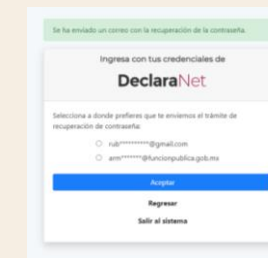 Se ha enviado un correo con la recuperación de la contraseña.
Ingresa con tus credenciales de
DeclaraNet
Selecciona a donde prefieres que te enviemos el trámite de
recuperación de contraseña:
rub**********@gmail.com
arm*******@funcionpublica.gob.mx
Aceptar
Regresar
Salir al sistema